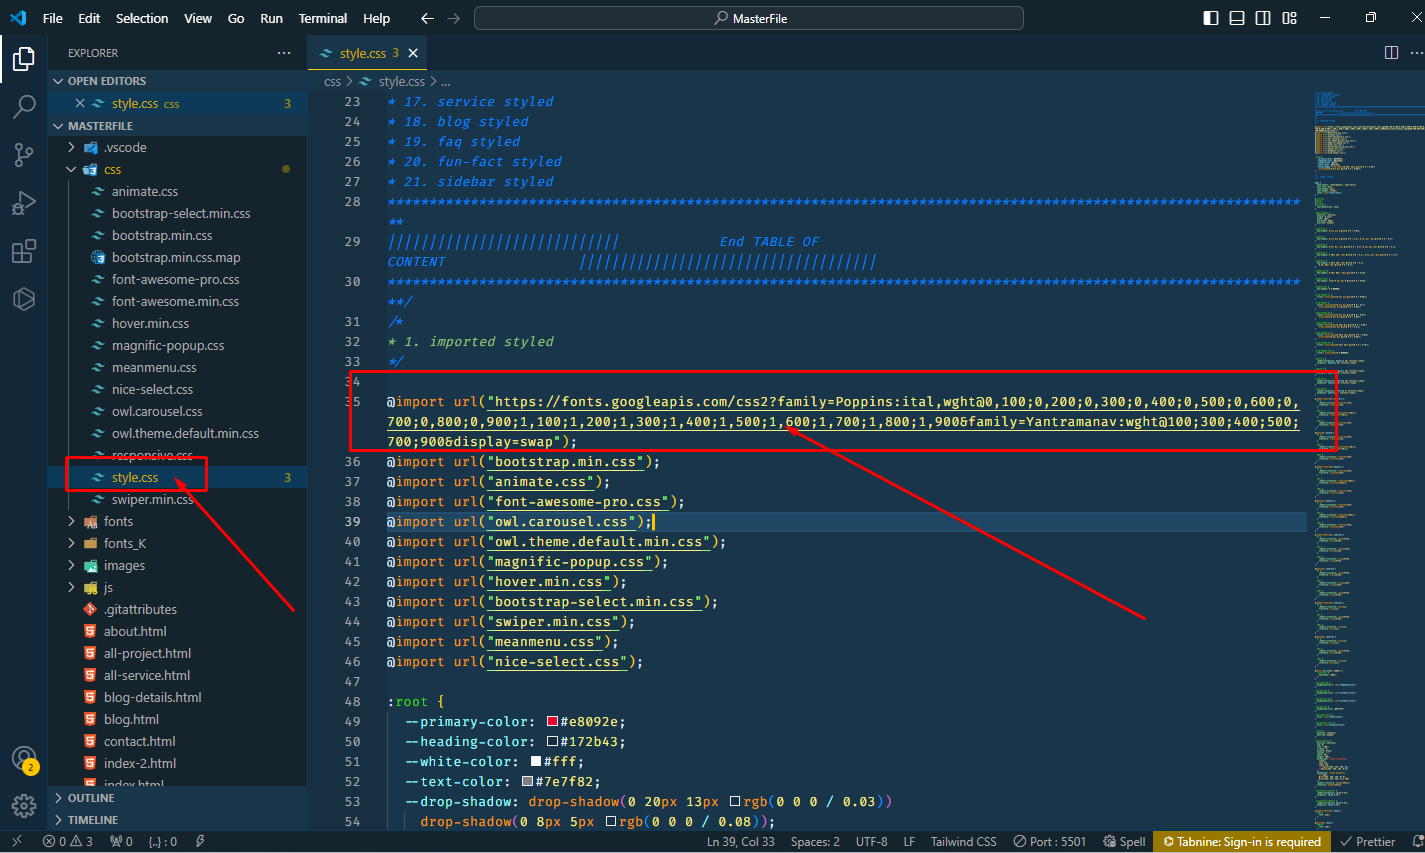 File Edit Selection View Go Run Terminal Help
MasterFile
EXPLORER
OPEN EDITORS
style.css css 3
MASTERFILE
.vscode
css
animate.css
bootstrap-select.min.css
bootstrap.min.css
bootstrap.min.css.map
font-awesome-pro.css
font-awesome.min.css
hover.min.css
magnific-popup.css
meanmenu.css
nice-select.css
owl.carousel.css
owl.theme.default.min.css
responsive.css
style.css 3
swiper.min.css
fonts
fonts_K
images
js
.gitattributes
about.html
all-project.html
all-service.html
blog-details.html
blog.html
contact.html
index-2.html
index.html
OUTLINE
TIMELINE
2
style.css 3
css > style.css > ...
23 * 17. service styled
24 * 18. blog styled
25 * 19. faq styled
26 * 20. fun-fact styled
27 * 21. sidebar styled
28 ***************************************************************************************************************
**
29 |||||||||||||||||||||||||||| End TABLE OF
CONTENT ||||||||||||||||||||||||||||||||||||
30 ***************************************************************************************************************
**/
31 /*
32 * 1. imported styled
33 */
34
35 @import url("https://fonts.googleapis.com/css2?family=Poppins:ital,wght@0,100;0,200;0,300;0,400;0,500;0,600;0,
700;0,800;0,900;1,100;1,200;1,300;1,400;1,500;1,600;1,700;1,800;1,900&family=Yantramanav:wght@100;300;400;500;
700;900&display=swap");
36 @import url("bootstrap.min.css");
37 @import url("animate.css");
38 @import url("font-awesome-pro.css");
39 @import url("owl.carousel.css");
40 @import url("owl.theme.default.min.css");
41 @import url("magnific-popup.css");
42 @import url("hover.min.css");
43 @import url("bootstrap-select.min.css");
44 @import url("swiper.min.css");
45 @import url("meanmenu.css");
46 @import url("nice-select.css");
47
48 :root {
49 --primary-color: #e8092e;
50 --heading-color: #172b43;
51 --white-color: #fff;
52 --text-color: #7e7f82;
53 --drop-shadow: drop-shadow(0 20px 13px rgb(0 0 0 / 0.03))
54 drop-shadow(0 8px 5px rgb(0 0 0 / 0.08));
0 3 0 {..}: 0 Ln 39, Col 33 Spaces: 2 UTF-8 LF Tailwind CSS Port : 5501 Spell Tabnine: Sign-in is required Prettier